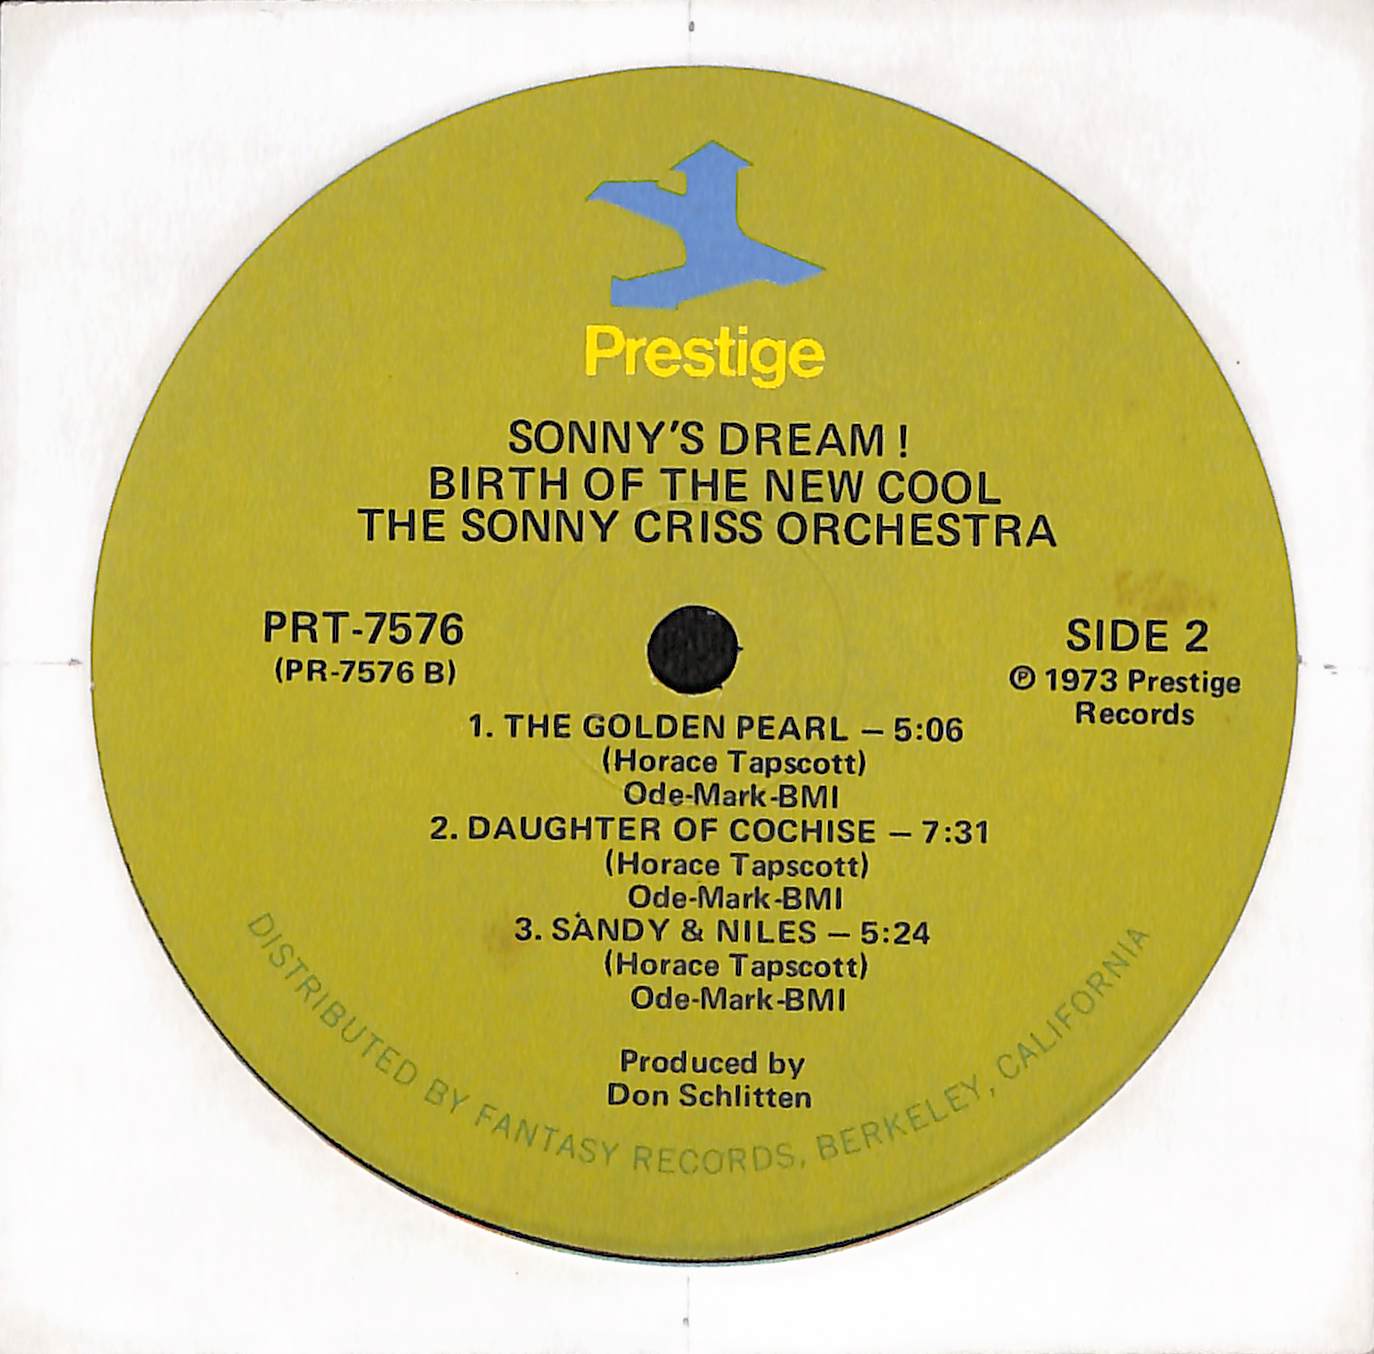 Prestige
SONNY'S DREAM!
BIRTH OF THE NEW COOL
THE SONNY CRISS ORCHESTRA
PRT-7576
(PR-7576 B)
SIDE 2
℗ 1973 Prestige
Records
1. THE GOLDEN PEARL – 5:06
(Horace Tapscott)
Ode-Mark-BMI
2. DAUGHTER OF COCHISE – 7:31
(Horace Tapscott)
Ode-Mark-BMI
3. SANDY & NILES – 5:24
(Horace Tapscott)
Ode-Mark-BMI
Produced by
Don Schlitten
DISTRIBUTED BY FANTASY RECORDS, BERKELEY, CALIFORNIA